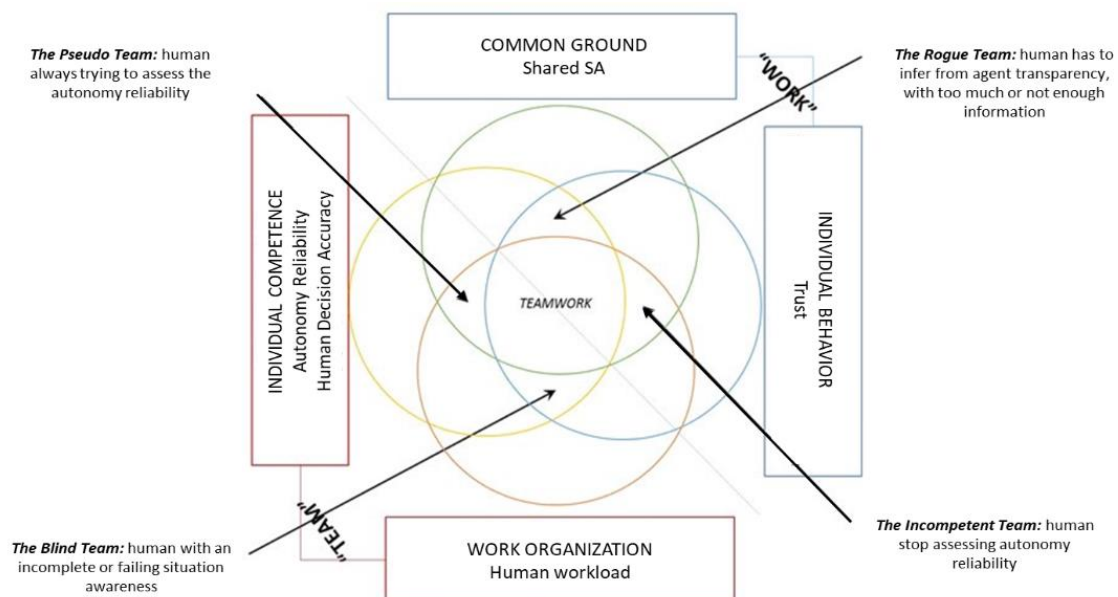 COMMON GROUND
Shared SA
The Pseudo Team: human
always trying to assess the
autonomy reliability
The Rogue Team: human has to
infer from agent transparency,
with too much or not enough
information
"WORK"
INDIVIDUAL COMPETENCE
Autonomy Reliability
Human Decision Accuracy
TEAMWORK
INDIVIDUAL BEHAVIOR
Trust
"TEAM"
The Blind Team: human with an
incomplete or failing situation
awareness
WORK ORGANIZATION
Human workload
The Incompetent Team: human
stop assessing autonomy
reliability